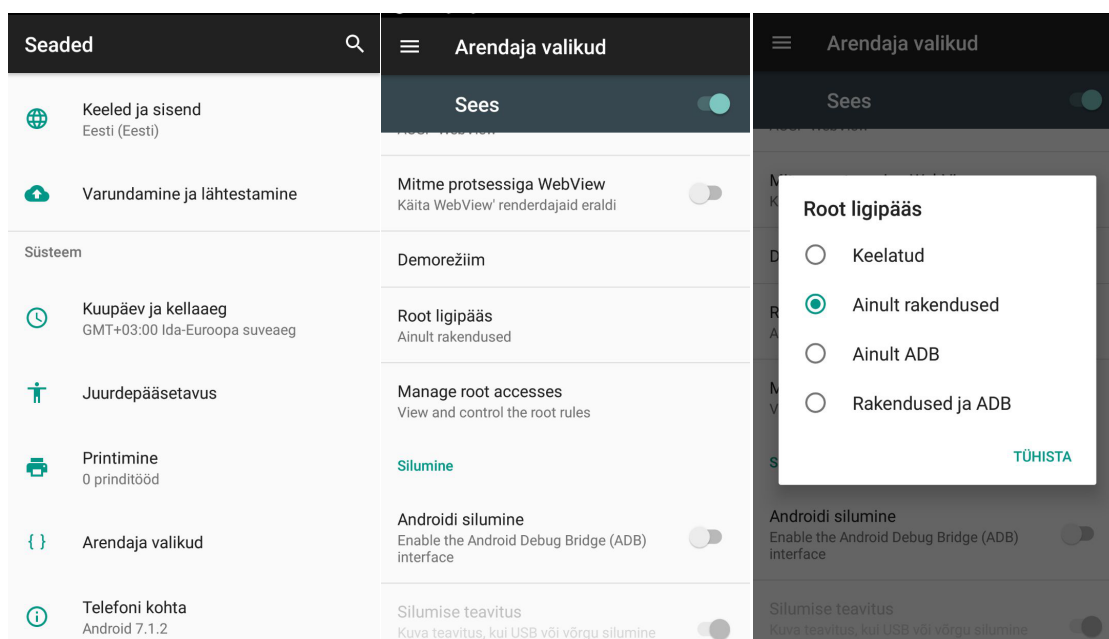 Seaded
Keeled ja sisend
Eesti (Eesti)
Varundamine ja lähtestamine
Süsteem
Kuupäev ja kellaaeg
GMT+03:00 Ida-Euroopa suveaeg
Juurdepääsetavus
Printimine
0 prinditööd
{ }
Arendaja valikud
Telefoni kohta
Android 7.1.2
Arendaja valikud
Sees
Mitme protsessiga WebView
Käita WebView' renderdajaid eraldi
Demorežiim
Root ligipääs
Ainult rakendused
Manage root accesses
View and control the root rules
Silumine
Androidi silumine
Enable the Android Debug Bridge (ADB)
interface
Silumise teavitus
Kuva teavitus, kui USB või võrgu silumine
Arendaja valikud
Sees
Root ligipääs
Keelatud
Ainult rakendused
Ainult ADB
Rakendused ja ADB
TÜHISTA
Androidi silumine
Enable the Android Debug Bridge (ADB)
interface
Silumise teavitus
Kuva teavitus, kui USB või võrgu silumine